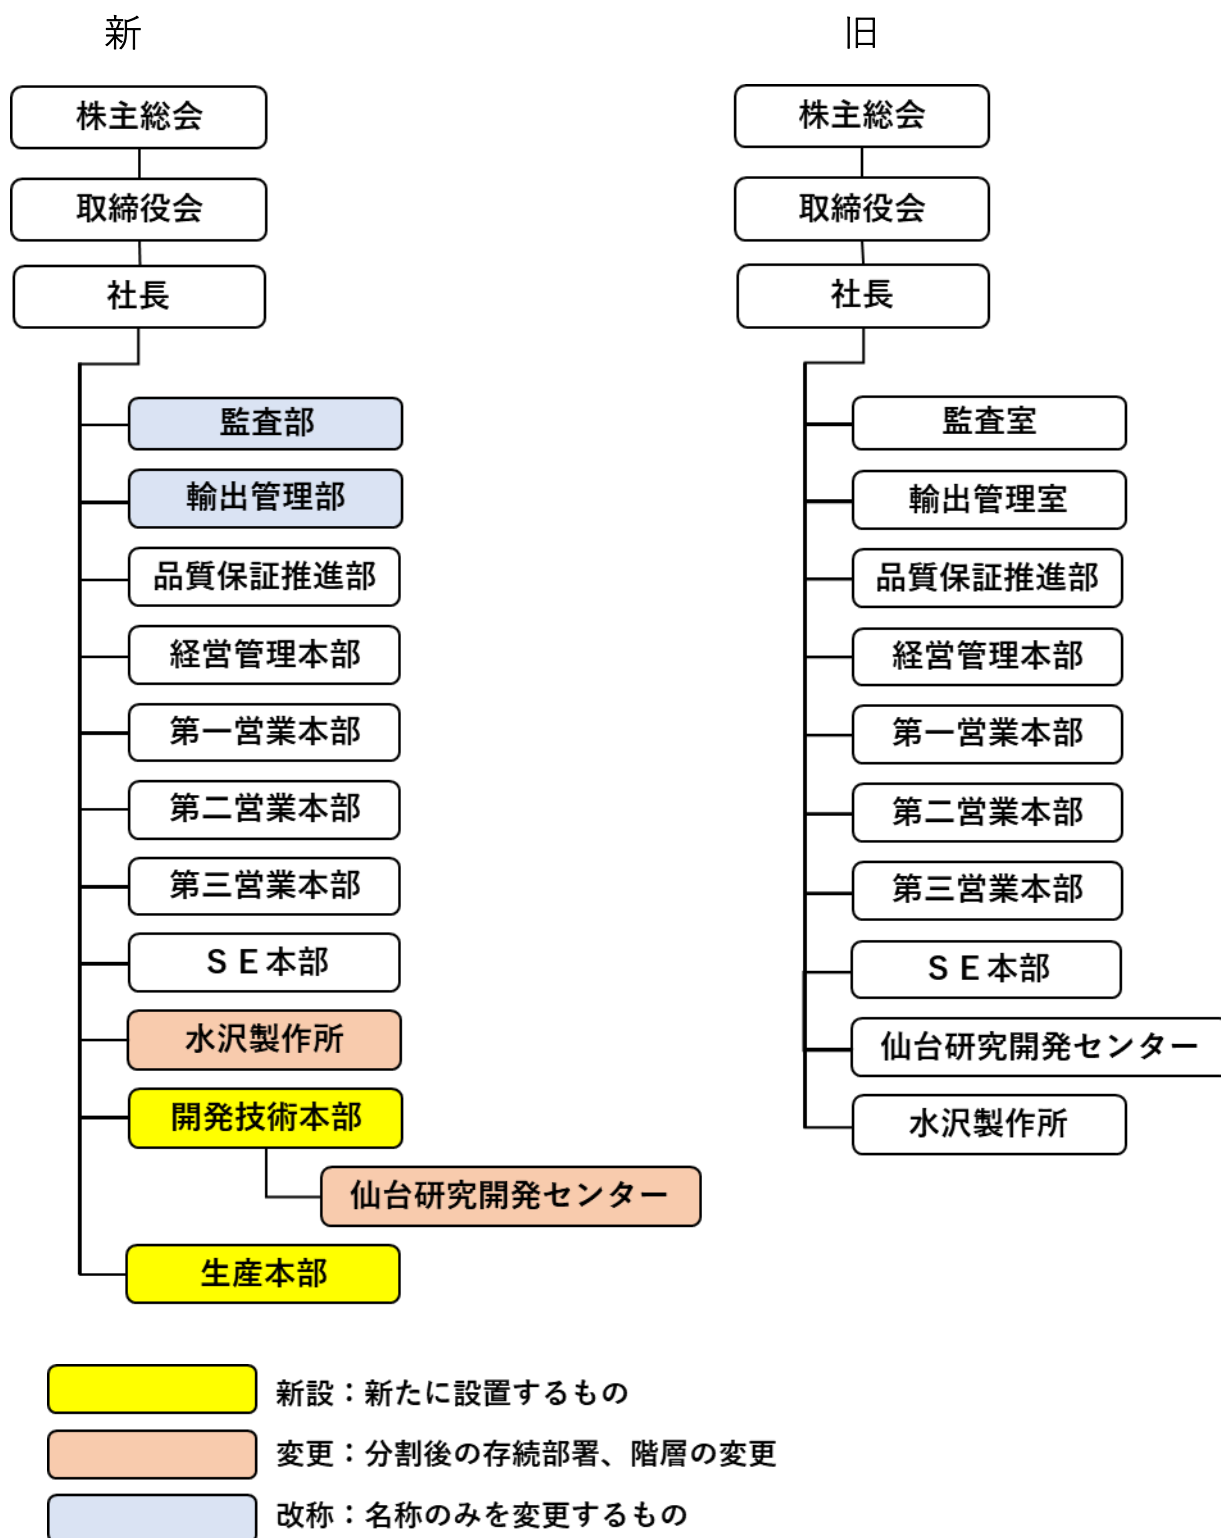 新
株主総会
取締役会
社長
監査部
輸出管理部
品質保証推進部
経営管理本部
第一営業本部
第二営業本部
第三営業本部
ＳＥ本部
水沢製作所
開発技術本部
仙台研究開発センター
生産本部
旧
株主総会
取締役会
社長
監査室
輸出管理室
品質保証推進部
経営管理本部
第一営業本部
第二営業本部
第三営業本部
ＳＥ本部
仙台研究開発センター
水沢製作所
新設：新たに設置するもの
変更：分割後の存続部署、階層の変更
改称：名称のみを変更するもの